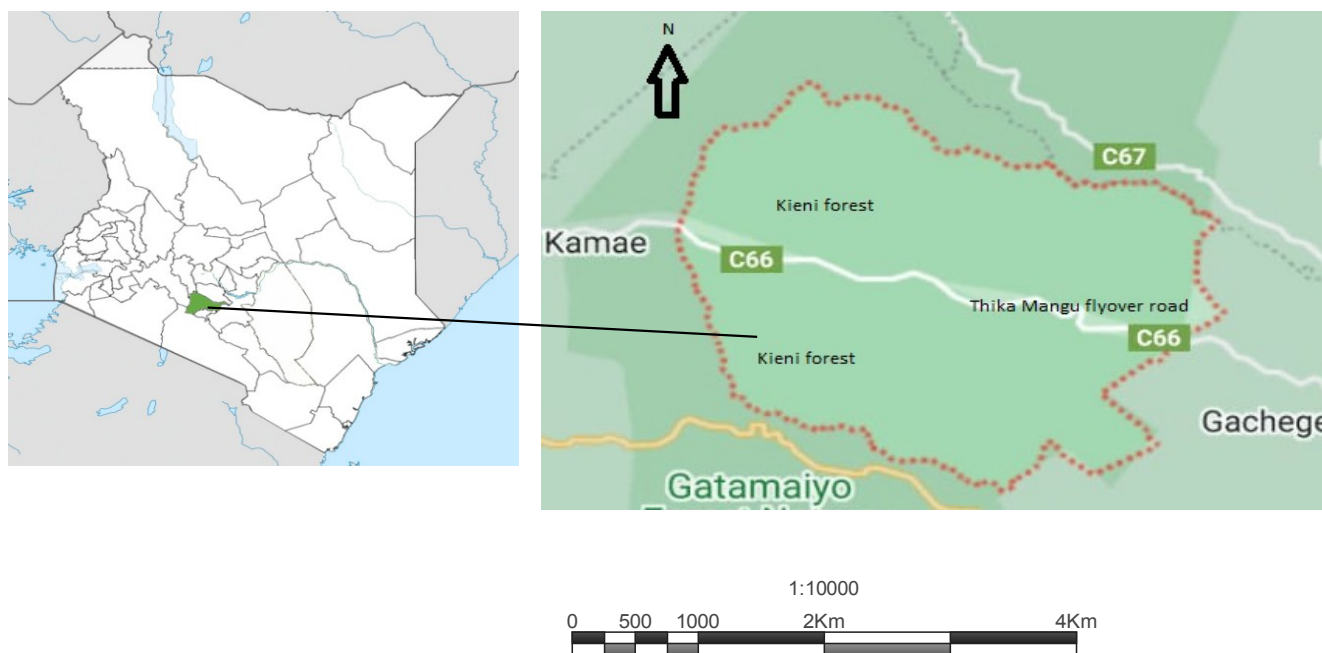 N
C67
Kieni forest
Kamae
C66
Thika Mangu flyover road
C66
Kieni forest
Gachege
Gatamaiyo
1:10000
0 500 1000 2Km 4Km